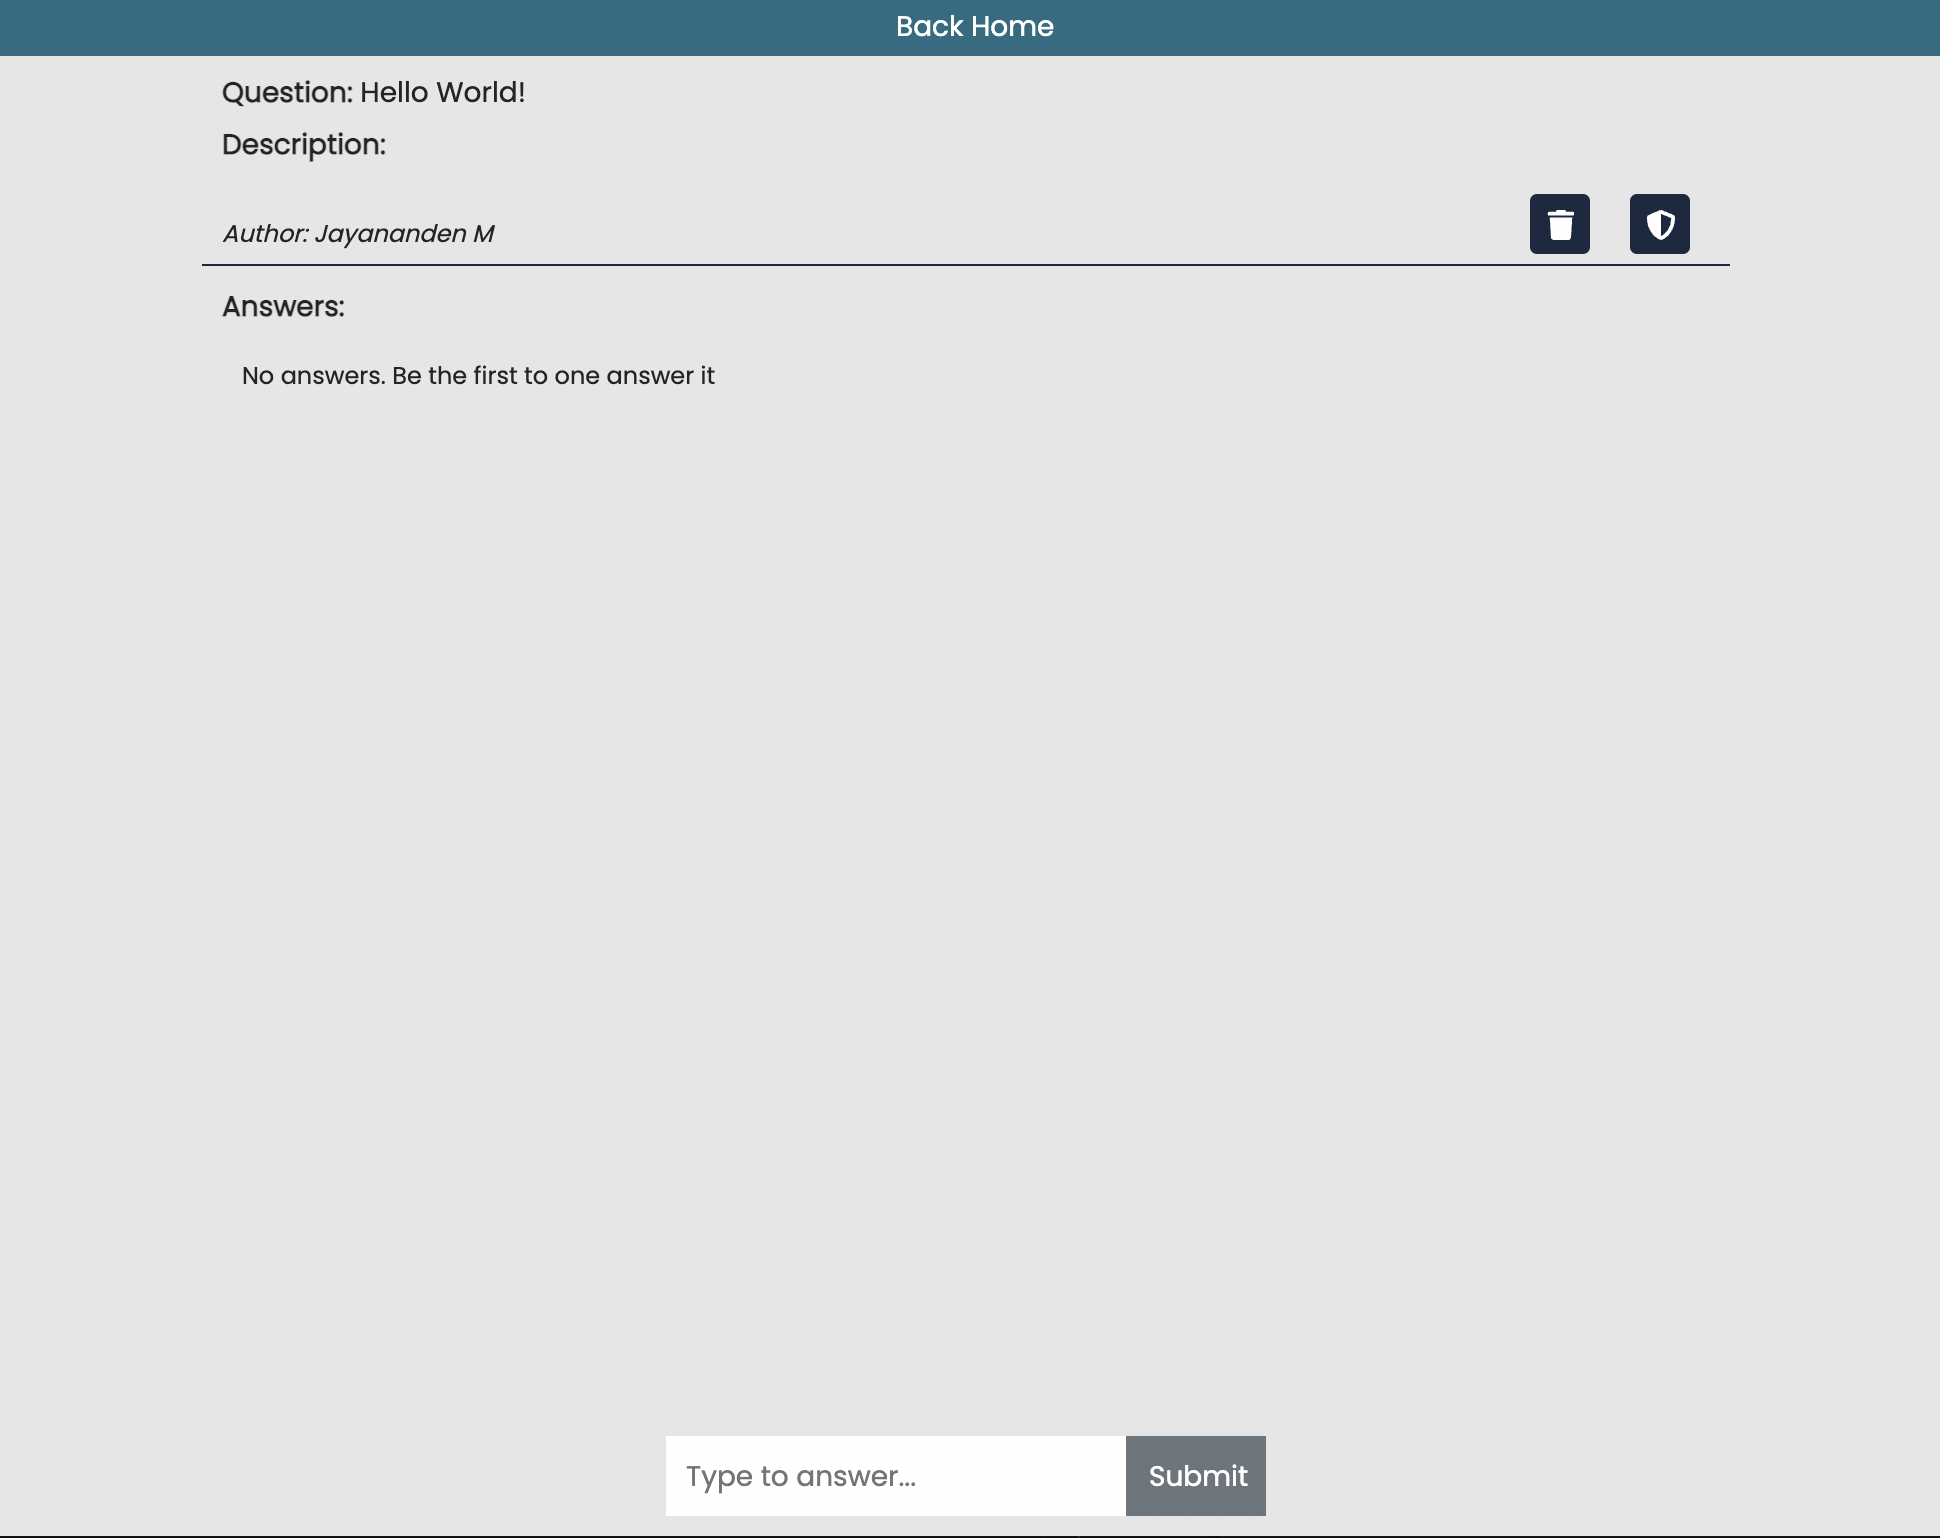 Back Home
Question: Hello World!
Description:
Author: Jayananden M
Answers:
No answers. Be the first to one answer it
Type to answer...
Submit